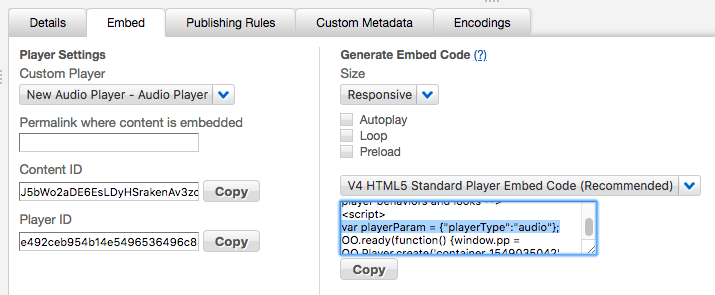 Details
Embed
Publishing Rules
Custom Metadata
Encodings
Player Settings
Custom Player
New Audio Player - Audio Player
Permalink where content is embedded
Content ID
J5bWo2aDE6EsLDyHSrakenAv3zc
Copy
Player ID
e492ceb954b14e5496536496c8
Copy
Generate Embed Code (?)
Size
Responsive
Autoplay
Loop
Preload
V4 HTML5 Standard Player Embed Code (Recommended)
player behaviors and looks -->
<script>
var playerParam = {"playerType":"audio"};
OO.ready(function() {window.pp =
OO.Player.create('container 1549035042'
Copy